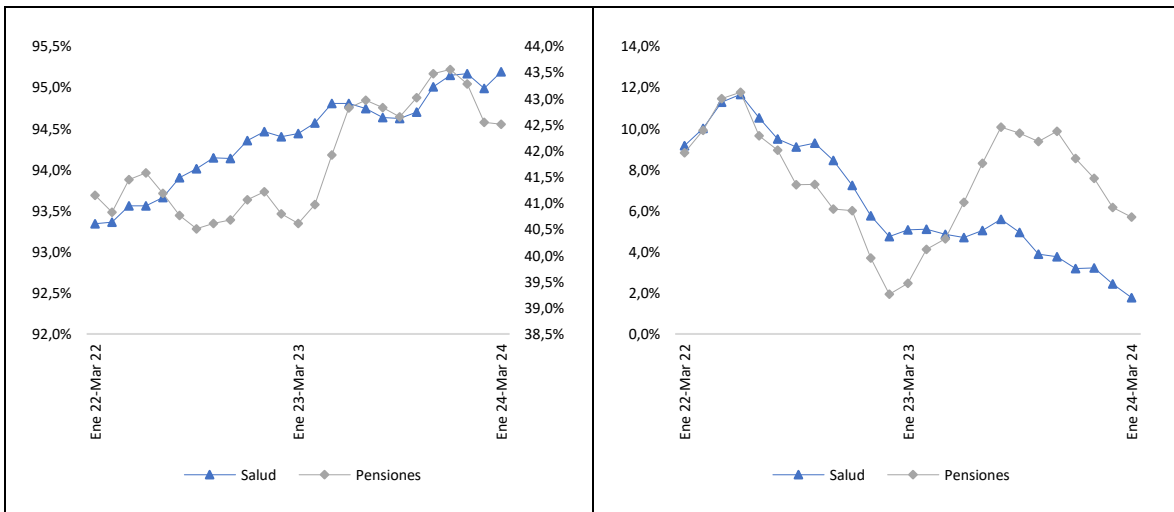 95,5%
95,0%
94,5%
94,0%
93,5%
93,0%
92,5%
92,0%
44,0%
43,5%
43,0%
42,5%
42,0%
41,5%
41,0%
40,5%
40,0%
39,5%
39,0%
38,5%
Ene 22-Mar 22
Ene 23-Mar 23
Ene 24-Mar 24
Salud
Pensiones
14,0%
12,0%
10,0%
8,0%
6,0%
4,0%
2,0%
0,0%
Ene 22-Mar 22
Ene 23-Mar 23
Ene 24-Mar 24
Salud
Pensiones